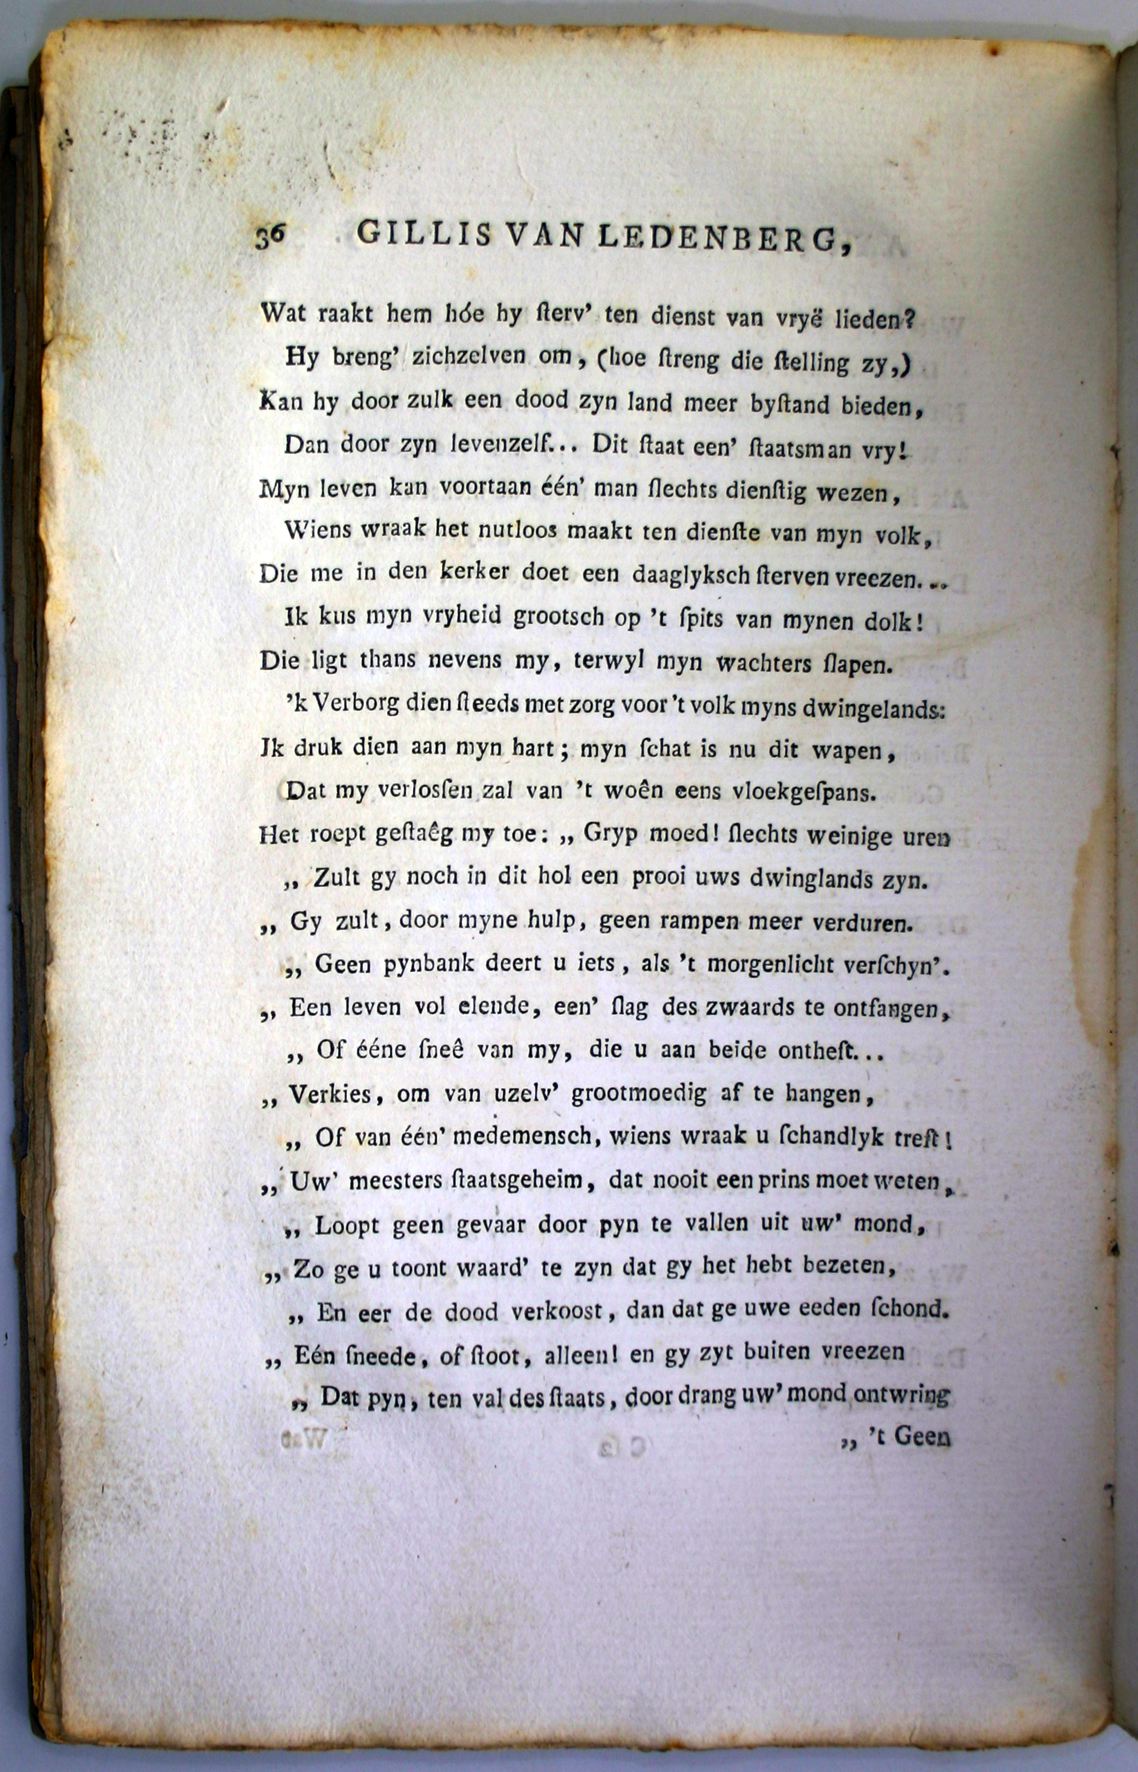 36 GILLIS VAN LEDENBERG,
Wat raakt hem hóe hy ſterv' ten dienst van vryë lieden?
Hy breng' zichzelven om, (hoe ſtreng die ſtelling zy,)
Kan hy door zulk een dood zyn land meer byſtand bieden,
Dan door zyn levenzelf... Dit ſtaat een' ſtaatsman vry!
Myn leven kan voortaan één' man ſlechts dienſtig wezen,
Wiens wraak het nutloos maakt ten dienſte van myn volk,
Die me in den kerker doet een daaglyksch ſterven vreezen...
Ik kus myn vryheid grootsch op 't ſpits van mynen dolk!
Die ligt thans nevens my, terwyl myn wachters ſlapen.
'k Verborg dien ſteeds met zorg voor 't volk myns dwingelands:
Ik druk dien aan myn hart; myn ſchat is nu dit wapen,
Dat my verlosſen zal van 't woên eens vloekgeſpans.
Het roept geſtaêg my toe: „ Gryp moed! ſlechts weinige uren
„ Zult gy noch in dit hol een prooi uws dwinglands zyn.
„ Gy zult, door myne hulp, geen rampen meer verduren.
„ Geen pynbank deert u iets, als 't morgenlicht verſchyn'.
„ Een leven vol elende, een' ſlag des zwaards te ontfangen,
„ Of ééne ſneê van my, die u aan beide ontheft...
„ Verkies, om van uzelv' grootmoedig af te hangen,
„ Of van één' medemensch, wiens wraak u ſchandlyk treft!
„ Uw' meesters ſtaatsgeheim, dat nooit een prins moet weten,
„ Loopt geen gevaar door pyn te vallen uit uw' mond,
„ Zo ge u toont waard' te zyn dat gy het hebt bezeten,
„ En eer de dood verkoost, dan dat ge uwe eeden ſchond.
„ Eén ſneede, of ſtoot, alleen! en gy zyt buiten vreezen
„ Dat pyn, ten val des ſtaats, door drang uw' mond ontwring
„ 't Geen